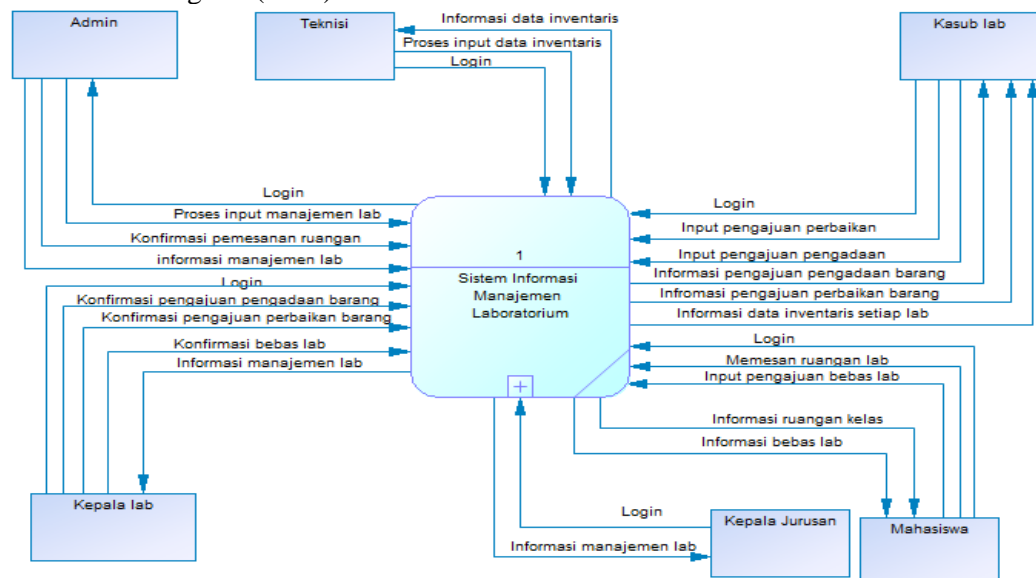 Admin
Teknisi
Kasub lab
Informasi data inventaris
Proses input data inventaris
Login
Login
Proses input manajemen lab
Konfirmasi pemesanan ruangan
informasi manajemen lab
Login
Konfirmasi pengajuan pengadaan barang
Konfirmasi pengajuan perbaikan barang
Konfirmasi bebas lab
Informasi manajemen lab
1
Sistem Informasi
Manajemen
Laboratorium
Login
Input pengajuan perbaikan
Input pengajuan pengadaan
Informasi pengajuan pengadaan barang
Infromasi pengajuan perbaikan barang
Informasi data inventaris setiap lab
Login
Memesan ruangan lab
Input pengajuan bebas lab
Informasi ruangan kelas
Informasi bebas lab
Login
Informasi manajemen lab
Kepala lab
Kepala Jurusan
Mahasiswa